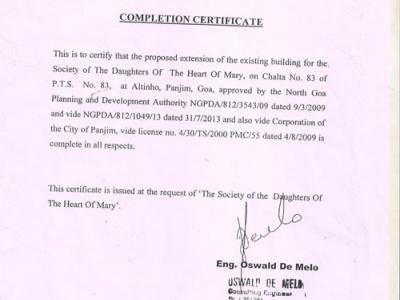 COMPLETION CERTIFICATE
This is to certify that the proposed extension of the existing building for the
Society of The Daughters Of The Heart Of Mary, on Chalta No. 83 of
P.T.S. No. 83, at Altinho, Panjim, Goa, approved by the North Goa
Planning and Development Authority NGPDA/812/3543/09 dated 9/3/2009
and vide NGPDA/812/1049/13 dated 31/7/2013 and also vide Corporation of
the City of Panjim, vide license no. 4/30/TS/2000 PMC/55 dated 4/8/2009 is
complete in all respects.
This certificate is issued at the request of 'The Society of the Daughters Of
The Heart Of Mary'.
Eng. Oswald De Melo
OSWALD DE MELO
Consulting Engineer